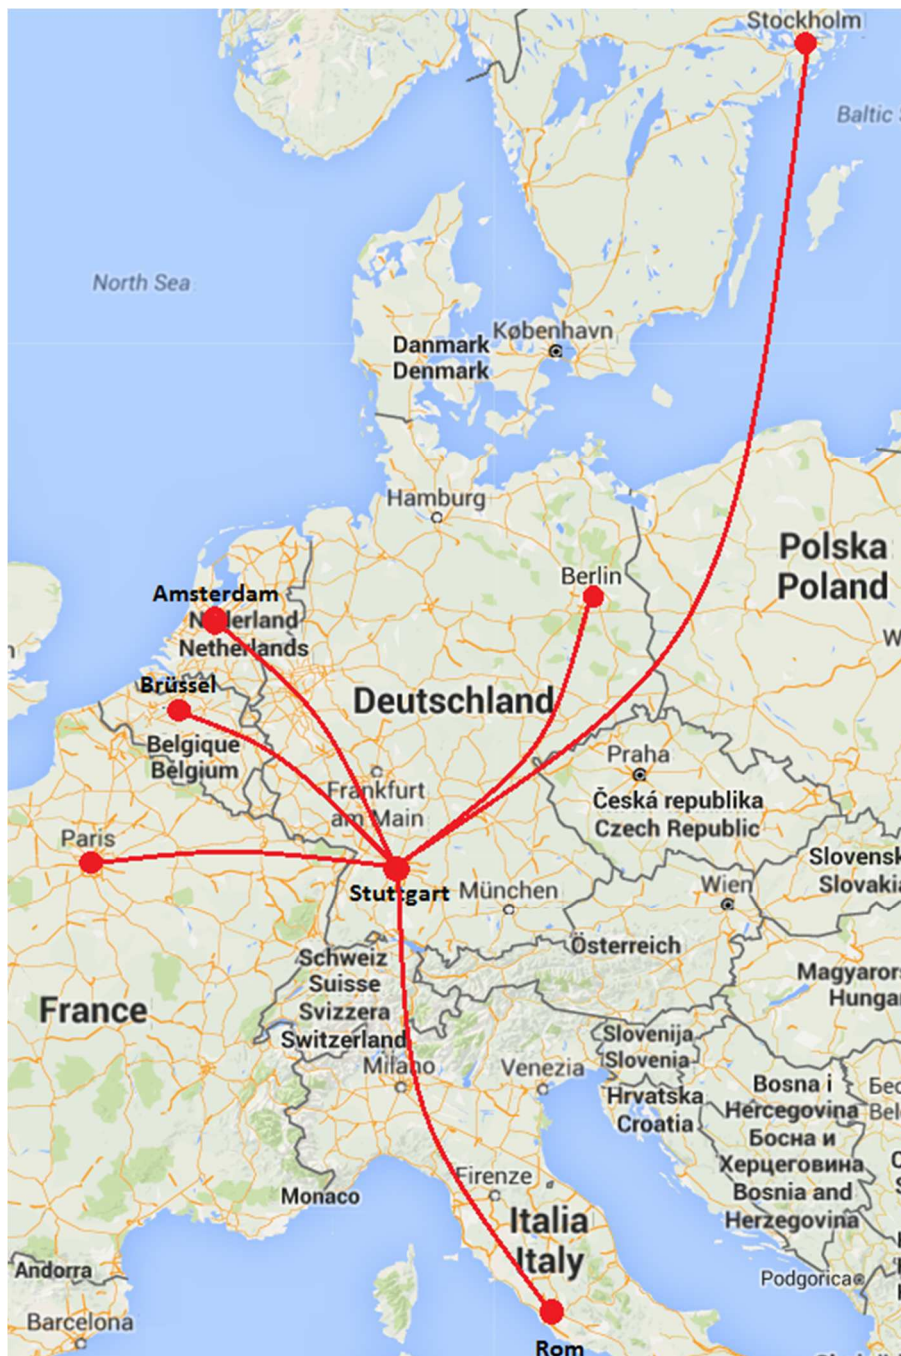 Stockholm
Baltic
North Sea
København
Danmark
Denmark
Hamburg
Polska
Poland
Berlin
Amsterdam
Nederland
Netherlands
Brüssel
Deutschland
Belgique
België
Belgium
Praha
Frankfurt
am Main
Česká republika
Czech Republic
Paris
Slovensk
Slovakia
Stuttgart
München
Wien
Österreich
Schweiz
Suisse
Svizzera
Switzerland
Magyarors
Hungar
France
Slovenija
Slovenia
Milano
Venezia
Hrvatska
Croatia
Bosna i
Hercegovina
Босна и
Херцеговина
Bosnia and
Herzegovina
Бео
Bel
Firenze
Monaco
Italia
Italy
Andorra
Podgorica
Barcelona
Rom